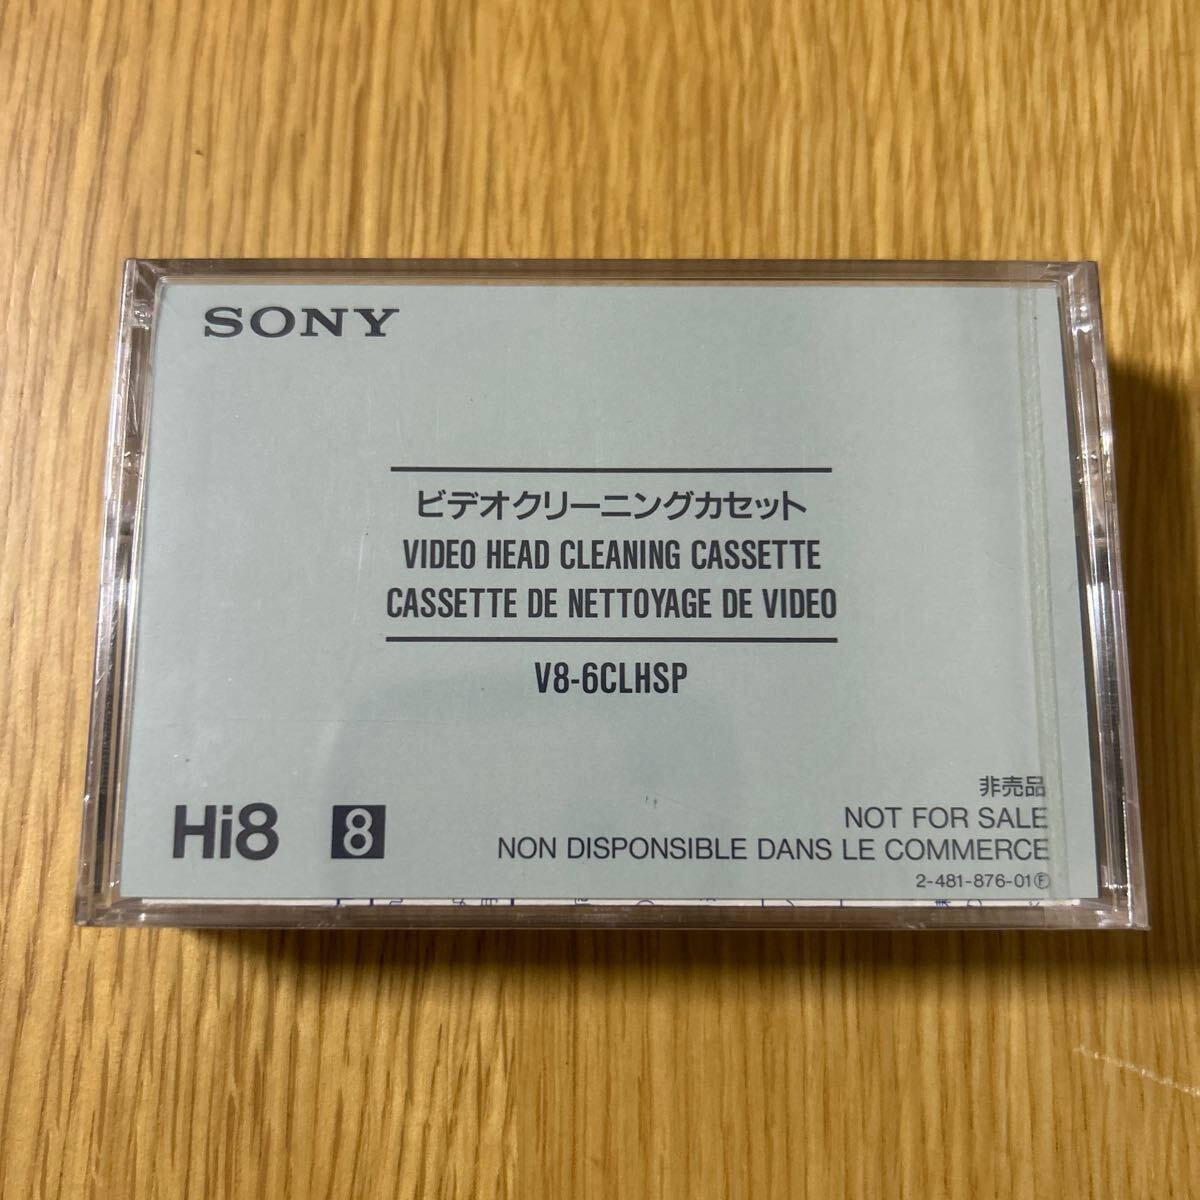 SONY
ビデオクリーニングカセット
VIDEO HEAD CLEANING CASSETTE
CASSETTE DE NETTOYAGE DE VIDEO
V8-6CLHSP
Hi8 8
非売品
NOT FOR SALE
NON DISPONSIBLE DANS LE COMMERCE
2-481-876-01Ⓕ